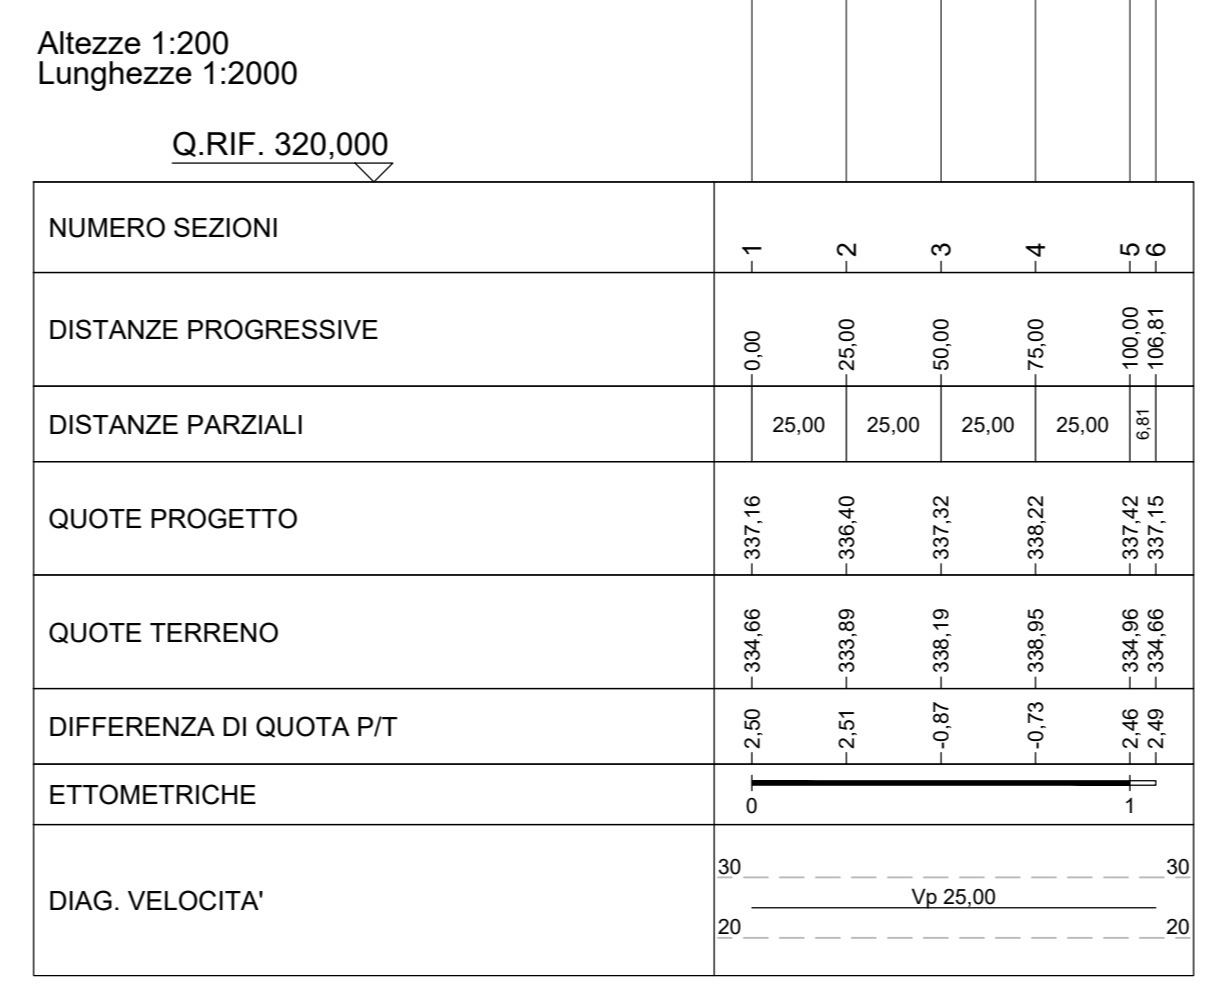 Altezze 1:200
Lunghezze 1:2000
Q.RIF. 320,000
NUMERO SEZIONI 1 2 3 4 5 6
DISTANZE PROGRESSIVE 0,00 25,00 50,00 75,00 100,00 106,81
DISTANZE PARZIALI 25,00 25,00 25,00 25,00 6,81
QUOTE PROGETTO 337,16 336,40 337,32 338,22 337,42 337,15
QUOTE TERRENO 334,66 333,89 338,19 338,95 334,96 334,66
DIFFERENZA DI QUOTA P/T 2,50 2,51 -0,87 -0,73 2,46 2,49
ETTOMETRICHE 0 1
30 30
DIAG. VELOCITA' Vp 25,00
20 20